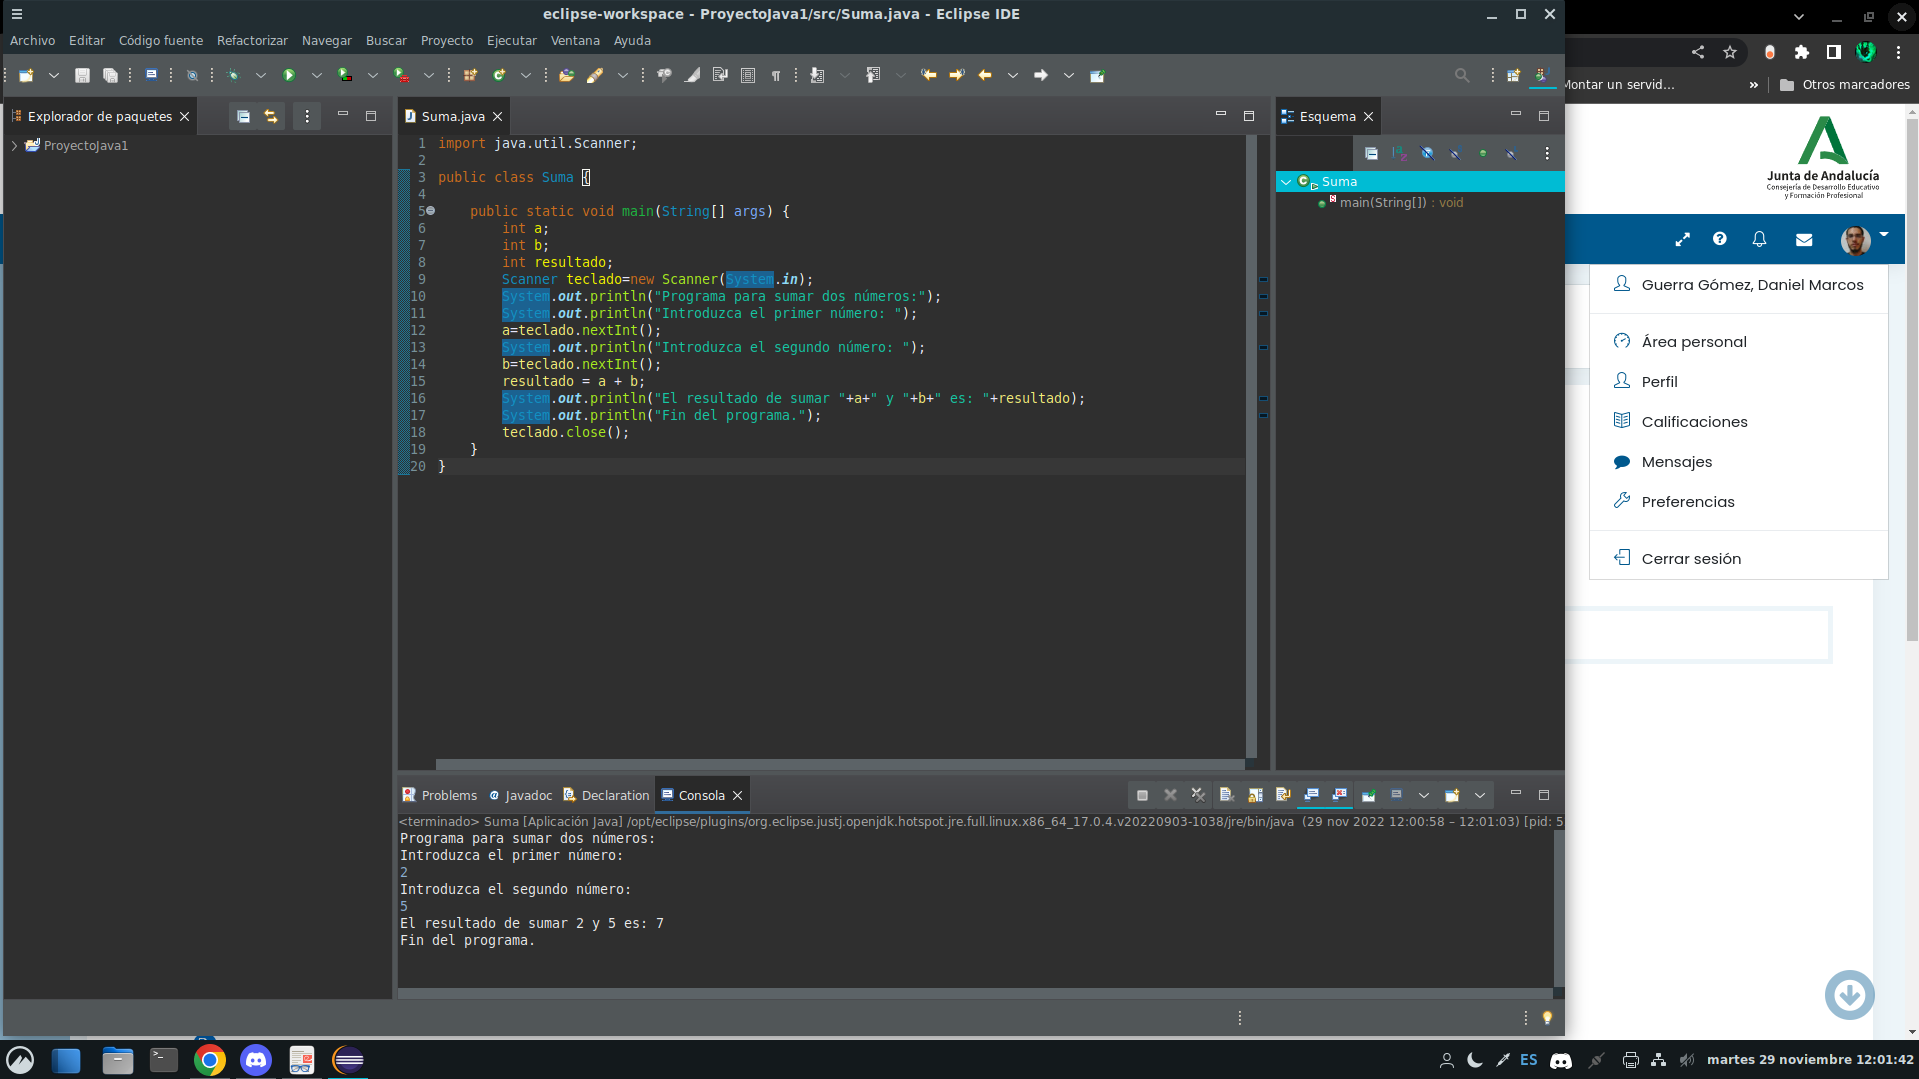 eclipse-workspace - ProyectoJava1/src/Suma.java - Eclipse IDE
Archivo Editar Código fuente Refactorizar Navegar Buscar Proyecto Ejecutar Ventana Ayuda
Explorador de paquetes
ProyectoJava1
Suma.java
1 import java.util.Scanner;
2
3 public class Suma {
4
5 public static void main(String[] args) {
6 int a;
7 int b;
8 int resultado;
9 Scanner teclado=new Scanner(System.in);
10 System.out.println("Programa para sumar dos números:");
11 System.out.println("Introduzca el primer número: ");
12 a=teclado.nextInt();
13 System.out.println("Introduzca el segundo número: ");
14 b=teclado.nextInt();
15 resultado = a + b;
16 System.out.println("El resultado de sumar "+a+" y "+b+" es: "+resultado);
17 System.out.println("Fin del programa.");
18 teclado.close();
19 }
20 }
Esquema
Suma
main(String[]) : void
Problems Javadoc Declaration Consola
<terminado> Suma [Aplicación Java] /opt/eclipse/plugins/org.eclipse.justj.openjdk.hotspot.jre.full.linux.x86_64_17.0.4.v20220903-1038/jre/bin/java (29 nov 2022 12:00:58 – 12:01:03) [pid: 5
Programa para sumar dos números:
Introduzca el primer número:
2
Introduzca el segundo número:
5
El resultado de sumar 2 y 5 es: 7
Fin del programa.
Montar un servid... » Otros marcadores
Junta de Andalucía
Consejería de Desarrollo Educativo
y Formación Profesional
Guerra Gómez, Daniel Marcos
Área personal
Perfil
Calificaciones
Mensajes
Preferencias
Cerrar sesión
ES
martes 29 noviembre 12:01:42